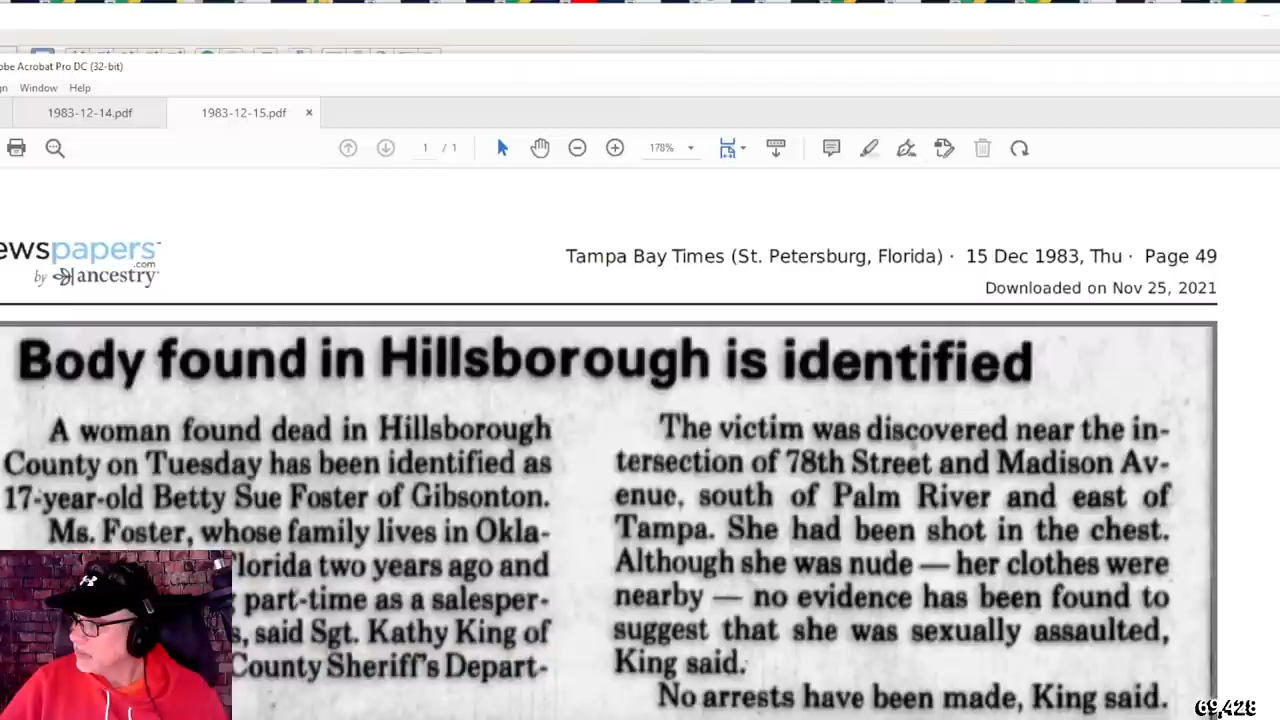 obe Acrobat Pro DC (32-bit)
gn Window Help
1983-12-14.pdf
1983-12-15.pdf ×
1 / 1
178%
ewspapers™
.com
by ancestry
Tampa Bay Times (St. Petersburg, Florida) · 15 Dec 1983, Thu · Page 49
Downloaded on Nov 25, 2021
Body found in Hillsborough is identified
A woman found dead in Hillsborough
County on Tuesday has been identified as
17-year-old Betty Sue Foster of Gibsonton.
Ms. Foster, whose family lives in Okla-
lorida two years ago and
part-time as a salesper-
s, said Sgt. Kathy King of
County Sheriff's Depart-
The victim was discovered near the in-
tersection of 78th Street and Madison Av-
enue, south of Palm River and east of
Tampa. She had been shot in the chest.
Although she was nude — her clothes were
nearby — no evidence has been found to
suggest that she was sexually assaulted,
King said.
No arrests have been made, King said.
69,428